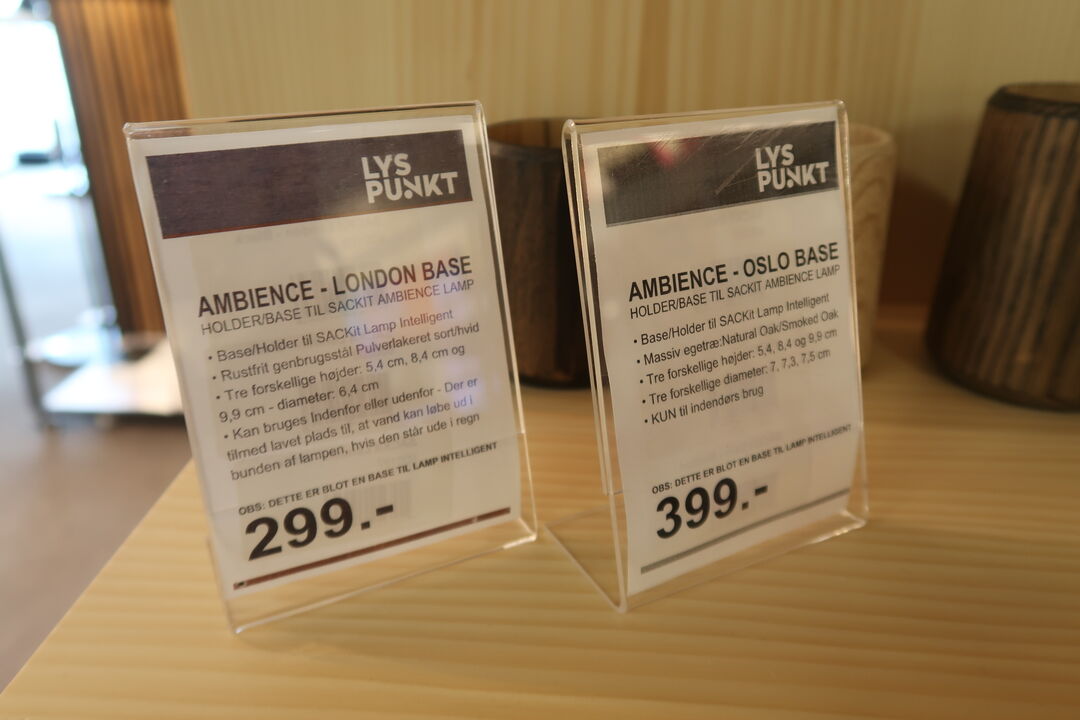 LYS
PUNKT
AMBIENCE - LONDON BASE
HOLDER/BASE TIL SACKIT AMBIENCE LAMP
• Base/Holder til SACKit Lamp Intelligent
• Rustfrit genbrugsstål Pulverlakeret sort/hvid
• Tre forskellige højder: 5,4 cm, 8,4 cm og
9,9 cm - diameter: 6,4 cm
• Kan bruges Indenfor eller udenfor - Der er
tilmed lavet plads til, at vand kan løbe ud i
bunden af lampen, hvis den står ude i regn
OBS: DETTE ER BLOT EN BASE TIL LAMP INTELLIGENT
299.-
LYS
PUNKT
AMBIENCE - OSLO BASE
HOLDER/BASE TIL SACKIT AMBIENCE LAMP
• Base/Holder til SACKit Lamp Intelligent
• Massiv egetræ:Natural Oak/Smoked Oak
• Tre forskellige højder: 5,4, 8,4 og 9,9 cm
• Tre forskellige diameter: 7, 7,3, 7,5 cm
• KUN til indendørs brug
OBS: DETTE ER BLOT EN BASE TIL LAMP INTELLIGENT
399.-